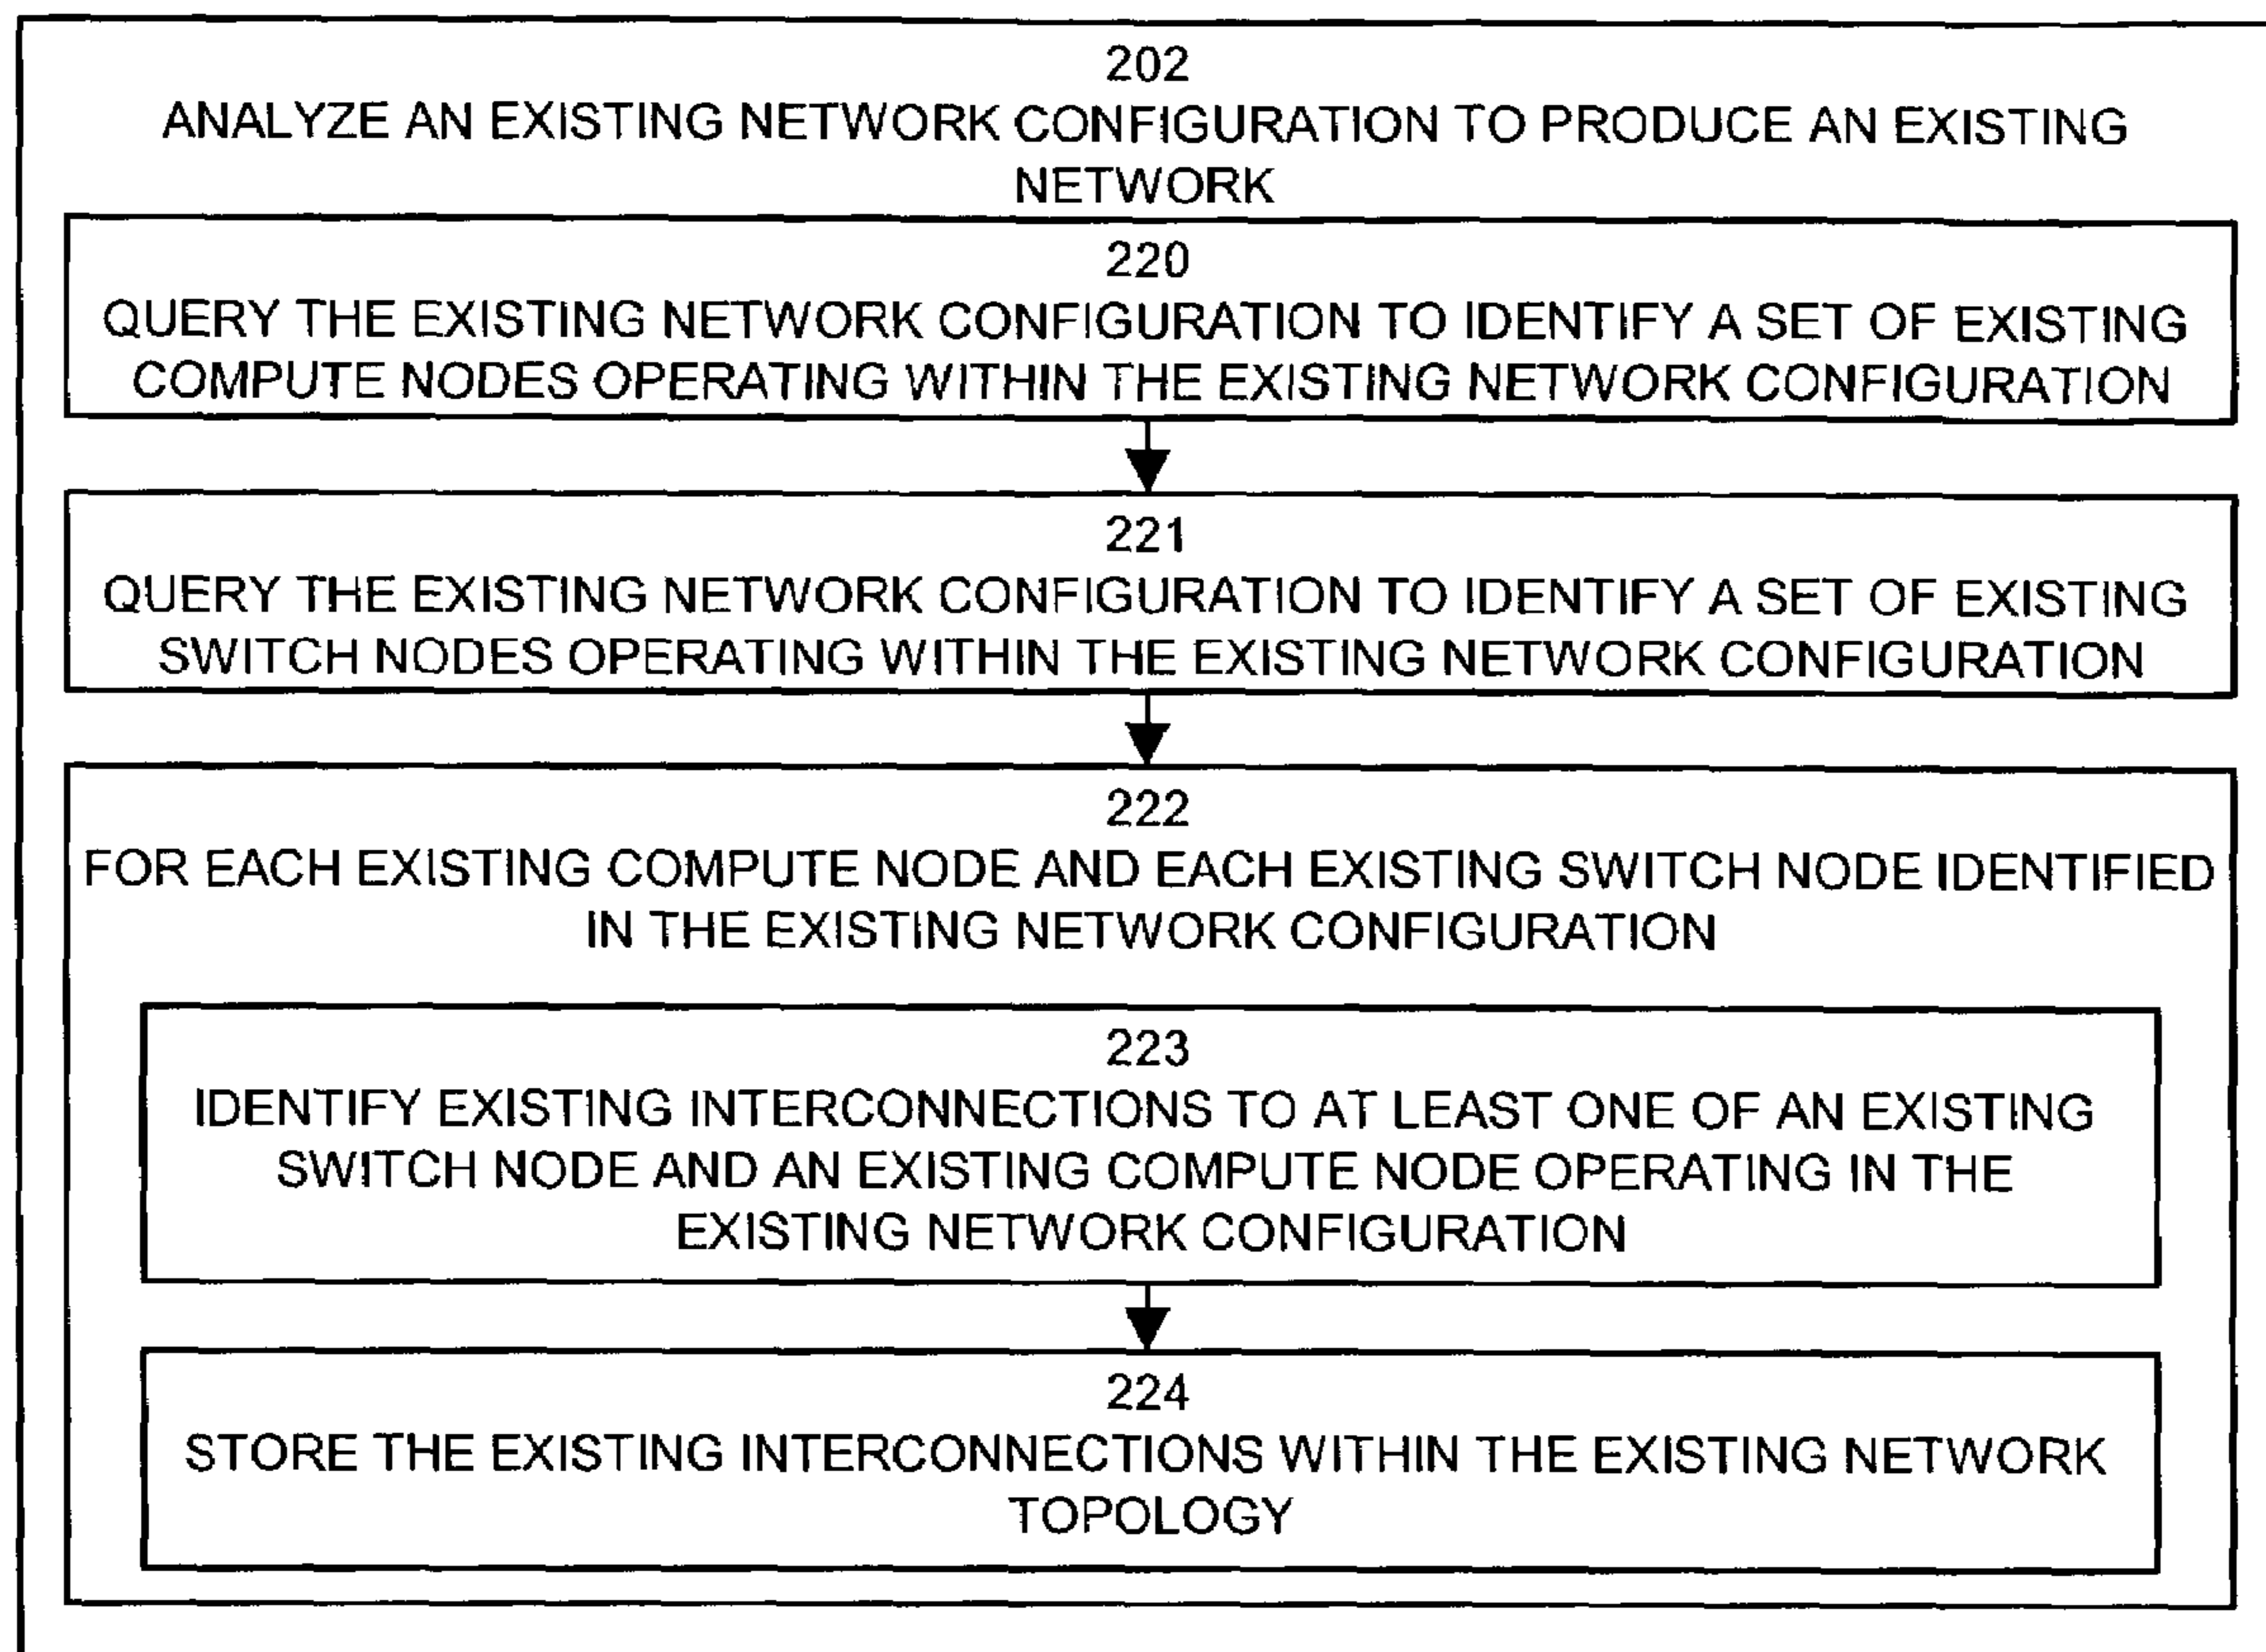 202
ANALYZE AN EXISTING NETWORK CONFIGURATION TO PRODUCE AN EXISTING
NETWORK
220
QUERY THE EXISTING NETWORK CONFIGURATION TO IDENTIFY A SET OF EXISTING
COMPUTE NODES OPERATING WITHIN THE EXISTING NETWORK CONFIGURATION
221
QUERY THE EXISTING NETWORK CONFIGURATION TO IDENTIFY A SET OF EXISTING
SWITCH NODES OPERATING WITHIN THE EXISTING NETWORK CONFIGURATION
222
FOR EACH EXISTING COMPUTE NODE AND EACH EXISTING SWITCH NODE IDENTIFIED
IN THE EXISTING NETWORK CONFIGURATION
223
IDENTIFY EXISTING INTERCONNECTIONS TO AT LEAST ONE OF AN EXISTING
SWITCH NODE AND AN EXISTING COMPUTE NODE OPERATING IN THE
EXISTING NETWORK CONFIGURATION
224
STORE THE EXISTING INTERCONNECTIONS WITHIN THE EXISTING NETWORK
TOPOLOGY